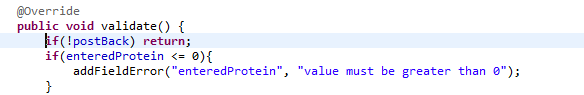 @Override
public void validate() {
if(!postBack) return;
if(enteredProtein <= 0){
addFieldError("enteredProtein", "value must be greater than 0");
}